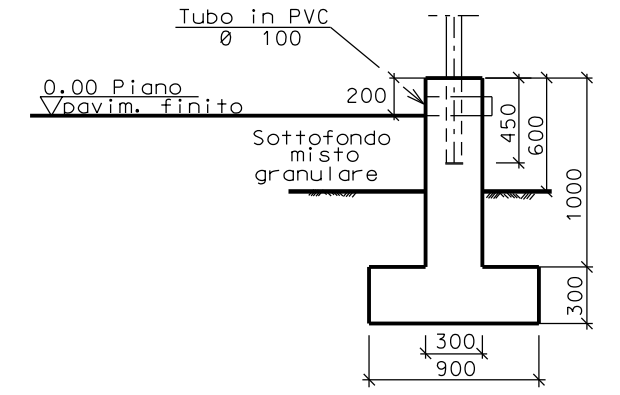 Tubo in PVC
Ø 100
0.00 Piano
pavim. finito
200
Sottofondo
misto
granulare
450
600
1000
300
300
900